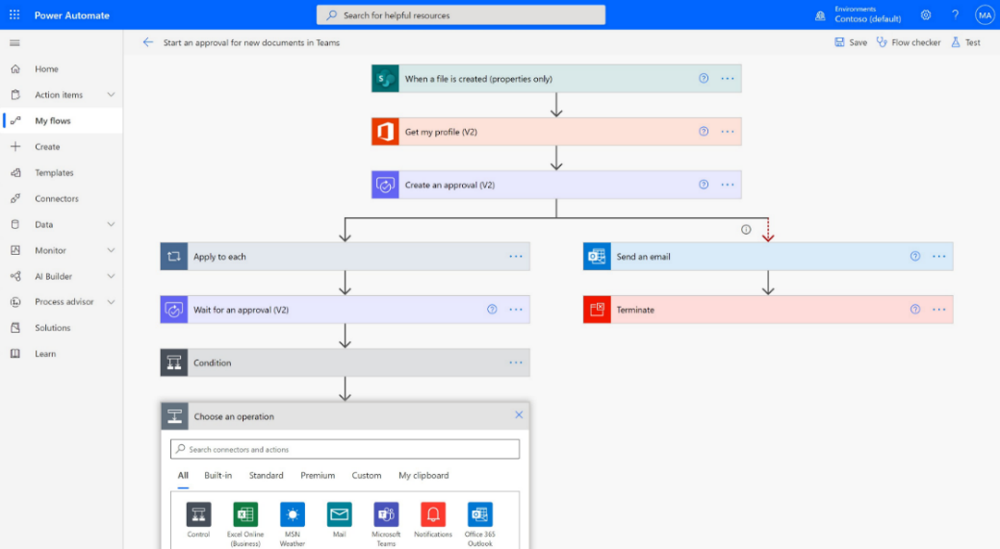 Power Automate
Search for helpful resources
Environments
Contoso (default)
?
MA
Start an approval for new documents in Teams
Save
Flow checker
Test
Home
Action items
My flows
Create
Templates
Connectors
Data
Monitor
AI Builder
Process advisor
Solutions
Learn
When a file is created (properties only)
Get my profile (V2)
Create an approval (V2)
Apply to each
Send an email
Wait for an approval (V2)
Terminate
Condition
Choose an operation
Search connectors and actions
All Built-in Standard Premium Custom My clipboard
Control
Excel Online
(Business)
MSN
Weather
Mail
Microsoft
Teams
Notifications
Office 365
Outlook